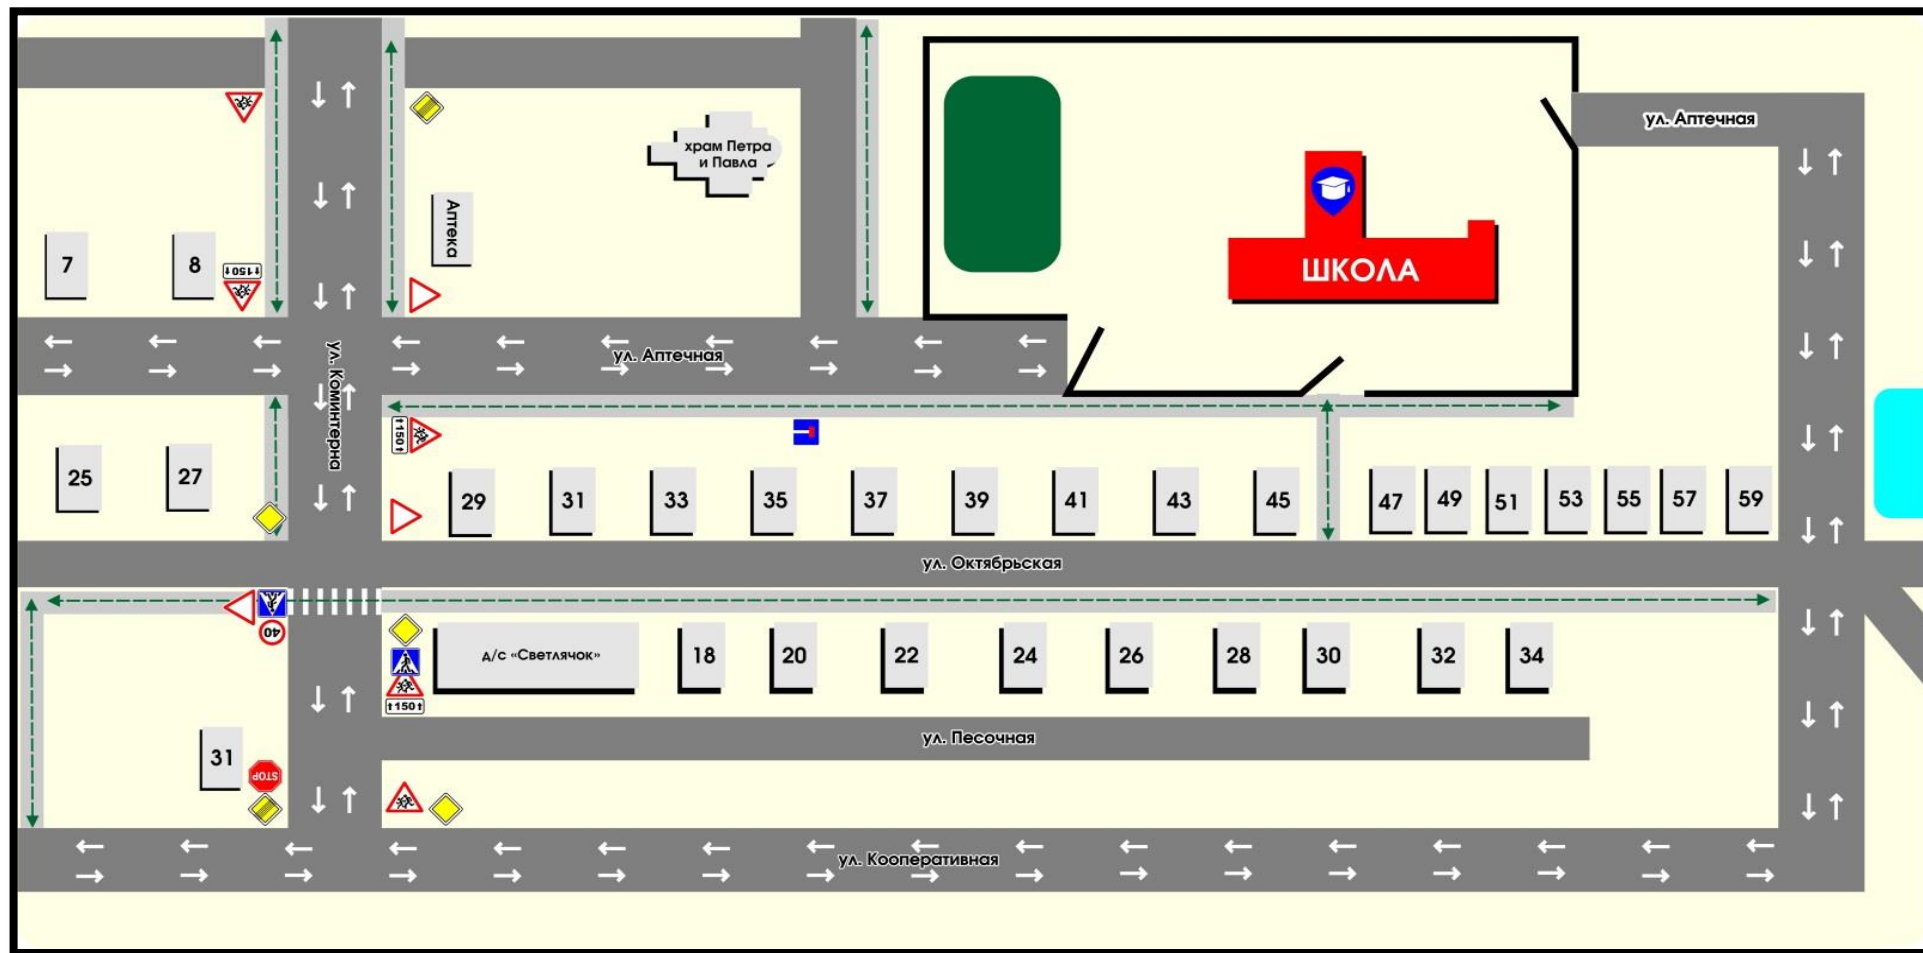 ул. Аптечная
храм Петра
и Павла
Аптека
7
8
↑150↑
ШКОЛА
ул. Коминтерна
ул. Аптечная
↑150↑
25
27
29
31
33
35
37
39
41
43
45
47
49
51
53
55
57
59
ул. Октябрьская
40
д/с «Светлячок»
18
20
22
24
26
28
30
32
34
↑150↑
ул. Песочная
31
STOP
ул. Кооперативная